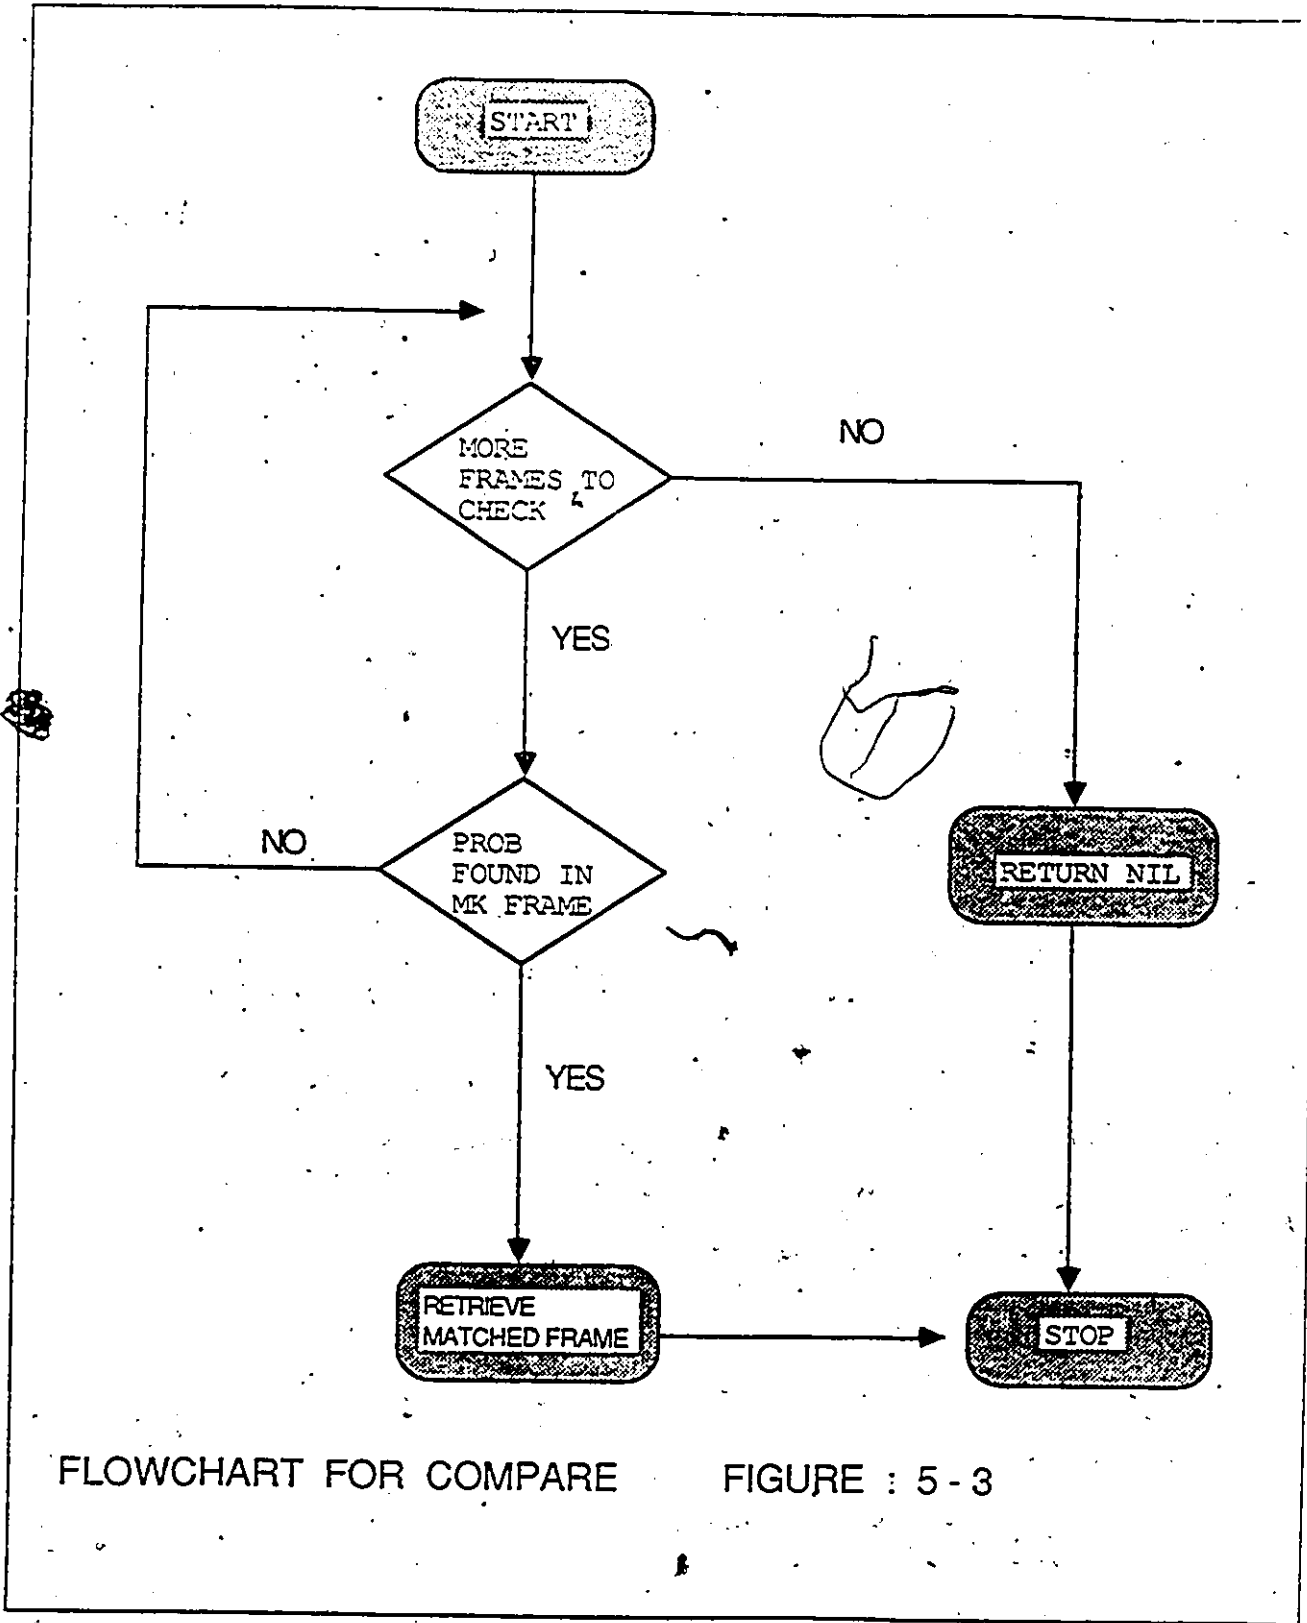 START
MORE
FRAMES TO
CHECK
NO
YES
NO
PROB
FOUND IN
MK FRAME
RETURN NIL
YES
RETRIEVE
MATCHED FRAME
STOP
FLOWCHART FOR COMPARE FIGURE : 5 - 3